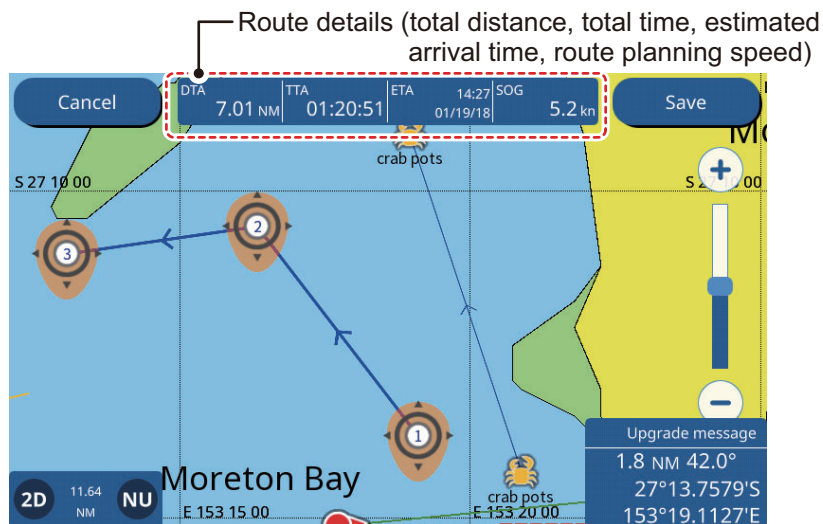 Route details (total distance, total time, estimated
arrival time, route planning speed)
Cancel
DTA
7.01 NM
TTA
01:20:51
ETA
14:27
01/19/18
SOG
5.2 kn
Save
crab pots
S 27 10 00
S 27 10 00
2
3
1
Moreton Bay
crab pots
E 153 15 00
E 153 20 00
2D
11.64
NM
NU
Upgrade message
1.8 NM 42.0°
27°13.7579'S
153°19.1127'E